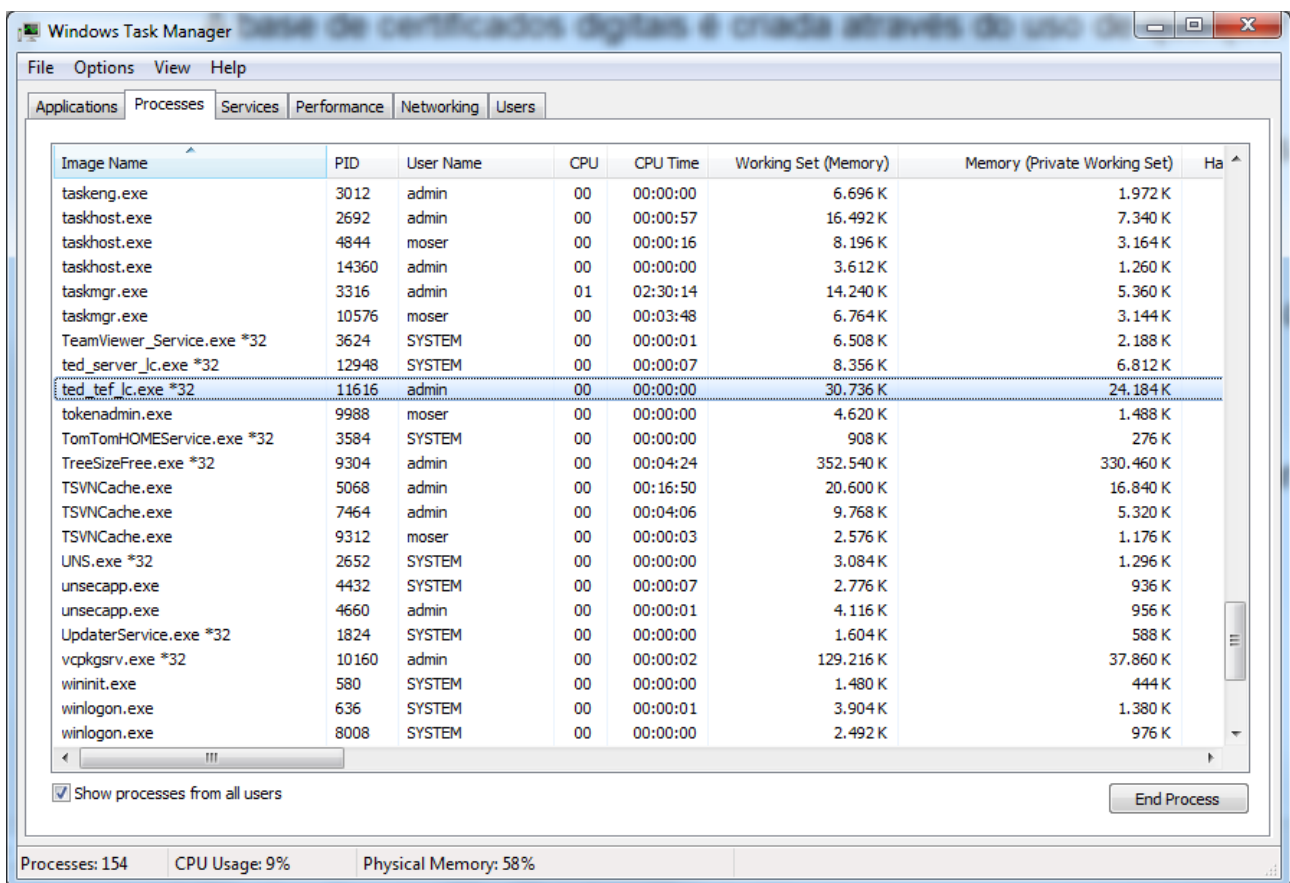 Windows Task Manager base de certificados digitais é criada através do uso de
File Options View Help
Applications Processes Services Performance Networking Users
Image Name PID User Name CPU CPU Time Working Set (Memory) Memory (Private Working Set) Ha
taskeng.exe 3012 admin 00 00:00:00 6.696 K 1.972 K
taskhost.exe 2692 admin 00 00:00:57 16.492 K 7.340 K
taskhost.exe 4844 moser 00 00:00:16 8.196 K 3.164 K
taskhost.exe 14360 admin 00 00:00:00 3.612 K 1.260 K
taskmgr.exe 3316 admin 01 02:30:14 14.240 K 5.360 K
taskmgr.exe 10576 moser 00 00:03:48 6.764 K 3.144 K
TeamViewer_Service.exe *32 3624 SYSTEM 00 00:00:01 6.508 K 2.188 K
ted_server_lc.exe *32 12948 SYSTEM 00 00:00:07 8.356 K 6.812 K
ted_tef_lc.exe *32 11616 admin 00 00:00:00 30.736 K 24.184 K
tokenadmin.exe 9988 moser 00 00:00:00 4.620 K 1.488 K
TomTomHOMEService.exe *32 3584 SYSTEM 00 00:00:00 908 K 276 K
TreeSizeFree.exe *32 9304 admin 00 00:04:24 352.540 K 330.460 K
TSVNCache.exe 5068 admin 00 00:16:50 20.600 K 16.840 K
TSVNCache.exe 7464 admin 00 00:04:06 9.768 K 5.320 K
TSVNCache.exe 9312 moser 00 00:00:03 2.576 K 1.176 K
UNS.exe *32 2652 SYSTEM 00 00:00:00 3.084 K 1.296 K
unsecapp.exe 4432 SYSTEM 00 00:00:07 2.776 K 936 K
unsecapp.exe 4660 admin 00 00:00:01 4.116 K 956 K
UpdaterService.exe *32 1824 SYSTEM 00 00:00:00 1.604 K 588 K
vcpkgsrv.exe *32 10160 admin 00 00:00:02 129.216 K 37.860 K
wininit.exe 580 SYSTEM 00 00:00:00 1.480 K 444 K
winlogon.exe 636 SYSTEM 00 00:00:01 3.904 K 1.380 K
winlogon.exe 8008 SYSTEM 00 00:00:00 2.492 K 976 K
Show processes from all users End Process
Processes: 154 CPU Usage: 9% Physical Memory: 58%